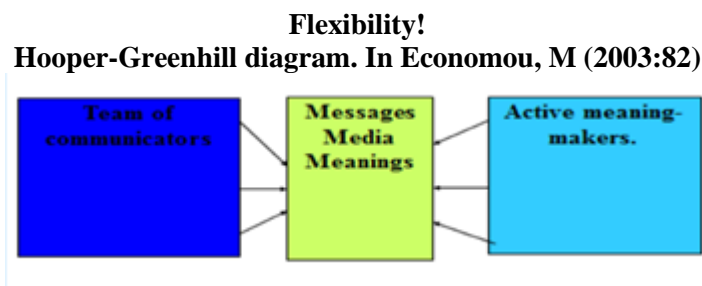 Flexibility!
Hooper-Greenhill diagram. In Economou, M (2003:82)
Team of
communicators
Messages
Media
Meanings
Active meaning-
makers.